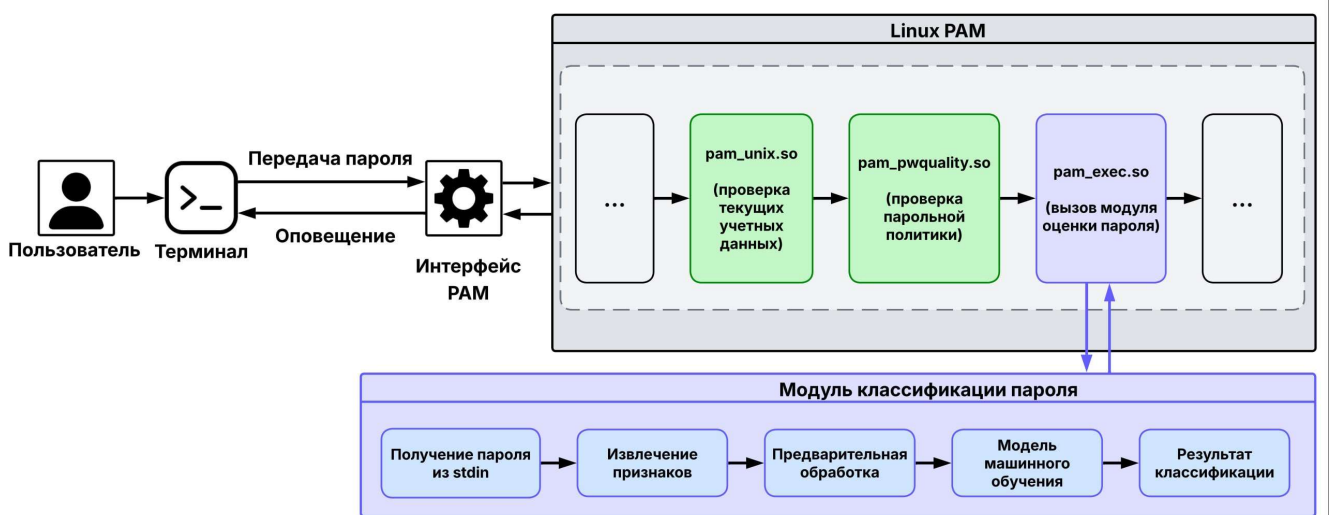 Linux PAM
Передача пароля
Оповещение
Пользователь
Терминал
>_
Интерфейс
PAM
...
pam_unix.so
(проверка
текущих
учетных
данных)
pam_pwquality.so
(проверка
парольной
политики)
pam_exec.so
(вызов модуля
оценки пароля)
...
Модуль классификации пароля
Получение пароля
из stdin
Извлечение
признаков
Предварительная
обработка
Модель
машинного
обучения
Результат
классификации